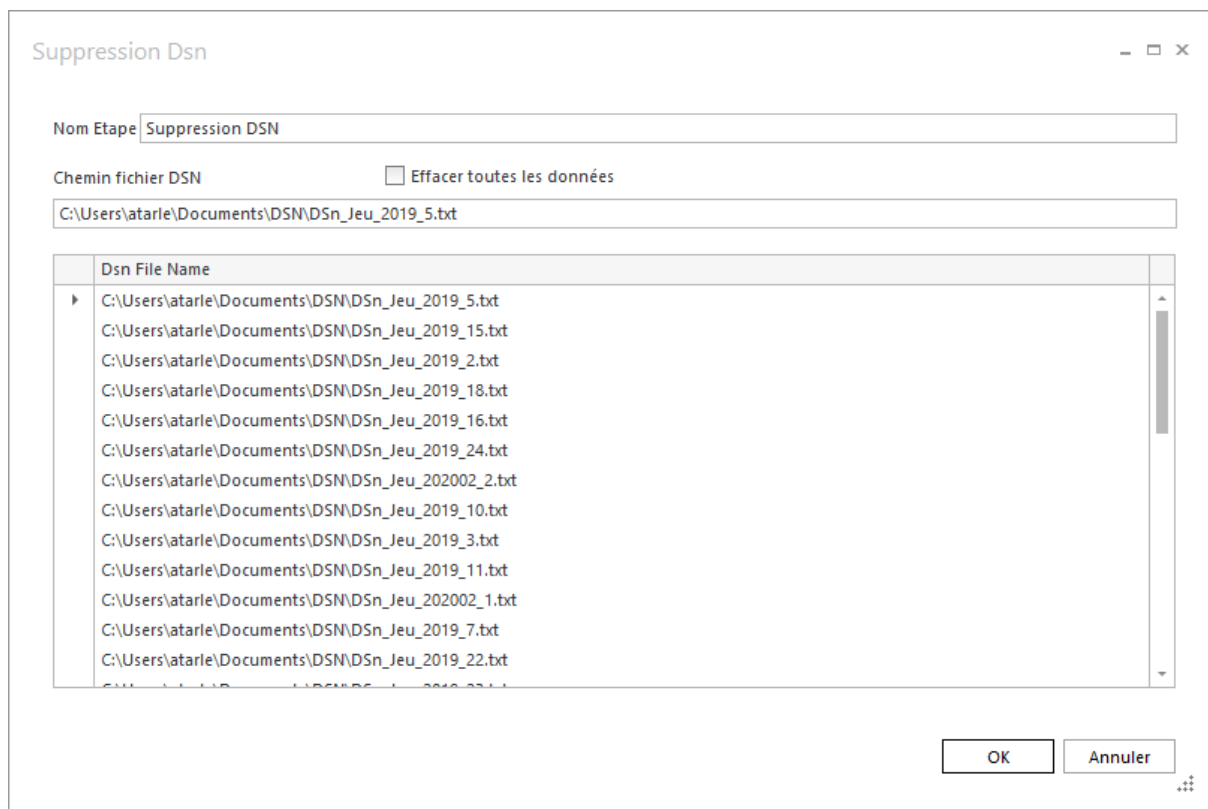 Suppression Dsn
Nom Etape Suppression DSN
Chemin fichier DSN Effacer toutes les données
C:\Users\atarle\Documents\DSN\DSn_Jeu_2019_5.txt
Dsn File Name
C:\Users\atarle\Documents\DSN\DSn_Jeu_2019_5.txt
C:\Users\atarle\Documents\DSN\DSn_Jeu_2019_15.txt
C:\Users\atarle\Documents\DSN\DSn_Jeu_2019_2.txt
C:\Users\atarle\Documents\DSN\DSn_Jeu_2019_18.txt
C:\Users\atarle\Documents\DSN\DSn_Jeu_2019_16.txt
C:\Users\atarle\Documents\DSN\DSn_Jeu_2019_24.txt
C:\Users\atarle\Documents\DSN\DSn_Jeu_202002_2.txt
C:\Users\atarle\Documents\DSN\DSn_Jeu_2019_10.txt
C:\Users\atarle\Documents\DSN\DSn_Jeu_2019_3.txt
C:\Users\atarle\Documents\DSN\DSn_Jeu_2019_11.txt
C:\Users\atarle\Documents\DSN\DSn_Jeu_202002_1.txt
C:\Users\atarle\Documents\DSN\DSn_Jeu_2019_7.txt
C:\Users\atarle\Documents\DSN\DSn_Jeu_2019_22.txt
OK Annuler